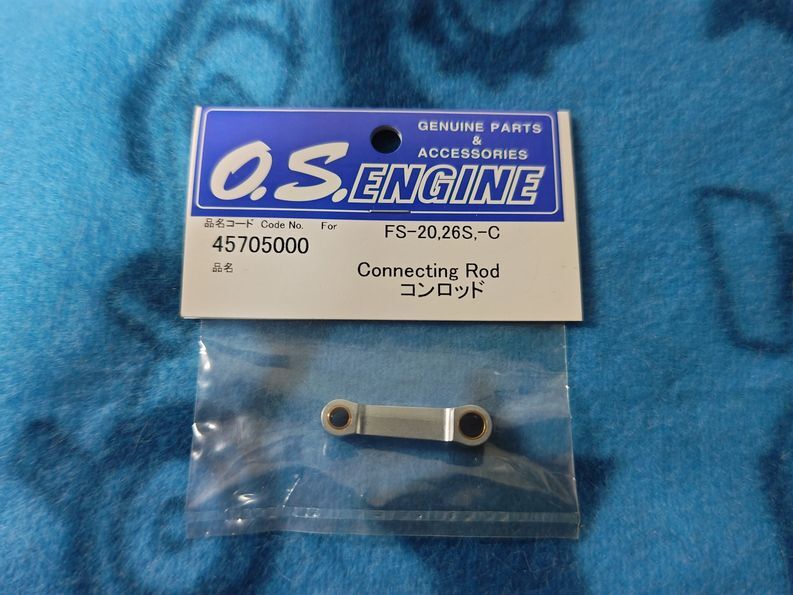 GENUINE PARTS
&
ACCESSORIES
O.S.ENGINE
品名コード Code No. For
FS-20,26S,-C
45705000
品名
Connecting Rod
コンロッド